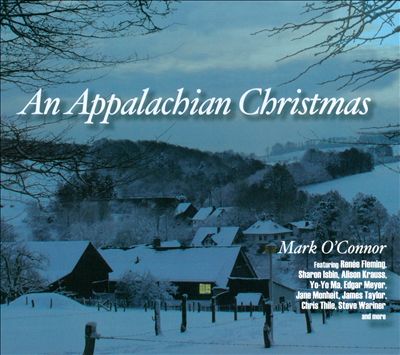 An Appalachian Christmas
Mark O'Connor
Featuring Renée Fleming,
Sharon Isbin, Alison Krauss,
Yo-Yo Ma, Edgar Meyer,
Jane Monheit, James Taylor,
Chris Thile, Steve Wariner
and more